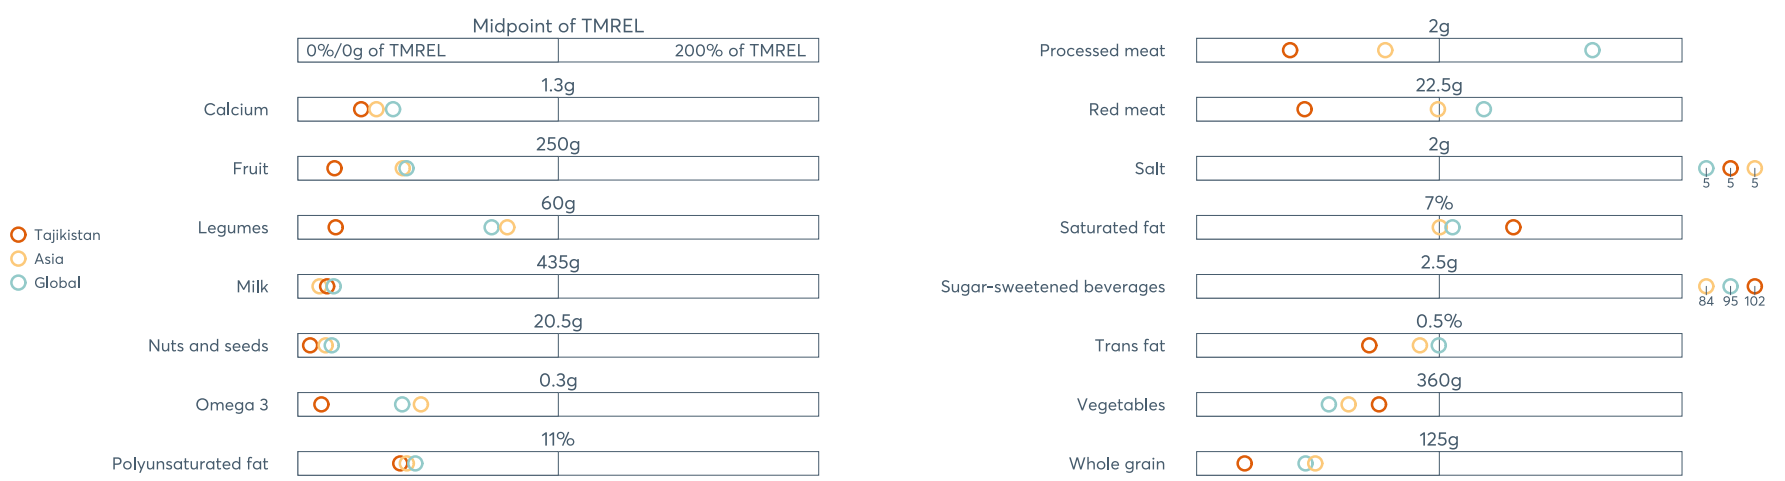 Midpoint of TMREL
0%/0g of TMREL
200% of TMREL
1.3g
Calcium
250g
Fruit
60g
Legumes
435g
Milk
20.5g
Nuts and seeds
0.3g
Omega 3
11%
Polyunsaturated fat
Tajikistan
Asia
Global
2g
Processed meat
22.5g
Red meat
2g
Salt
5 5 5
7%
Saturated fat
2.5g
Sugar-sweetened beverages
84 95 102
0.5%
Trans fat
360g
Vegetables
125g
Whole grain